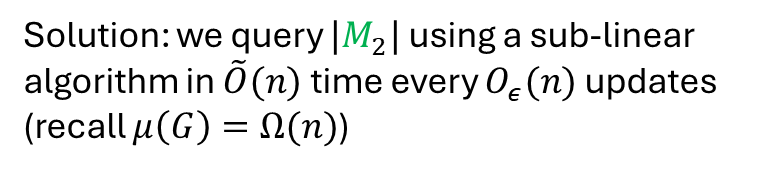 Solution: we query |𝑀₂| using a sub-linear
algorithm in Õ(𝑛) time every 𝑂_ϵ(𝑛) updates
(recall 𝜇(𝐺) = Ω(𝑛))